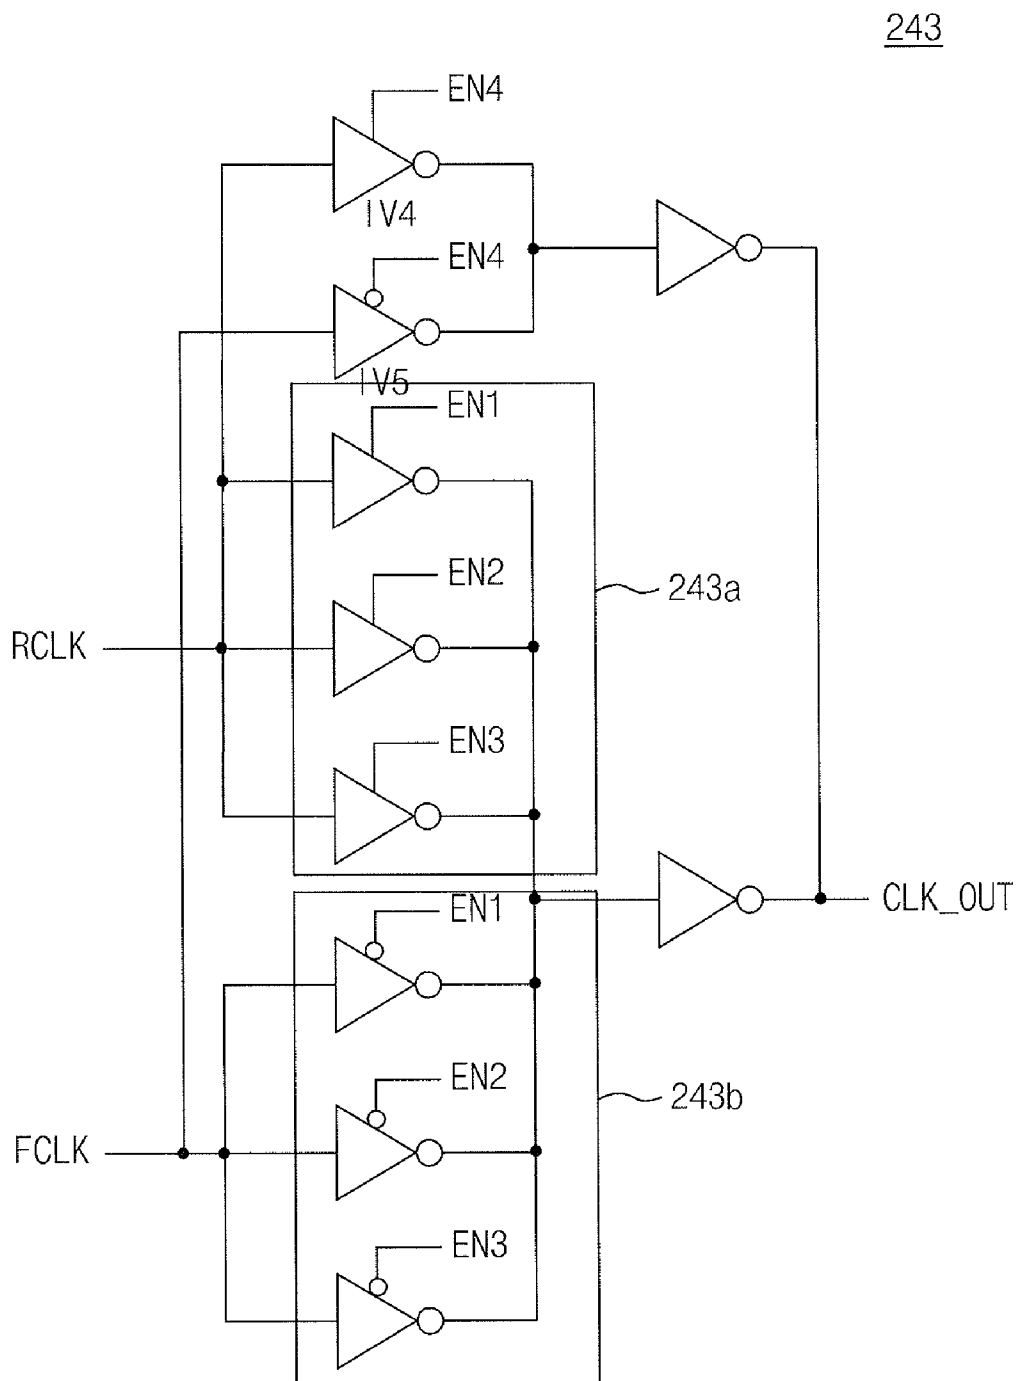 243
EN4
IV4
EN4
IV5
EN1
EN2
243a
RCLK
EN3
CLK_OUT
EN1
EN2
243b
FCLK
EN3